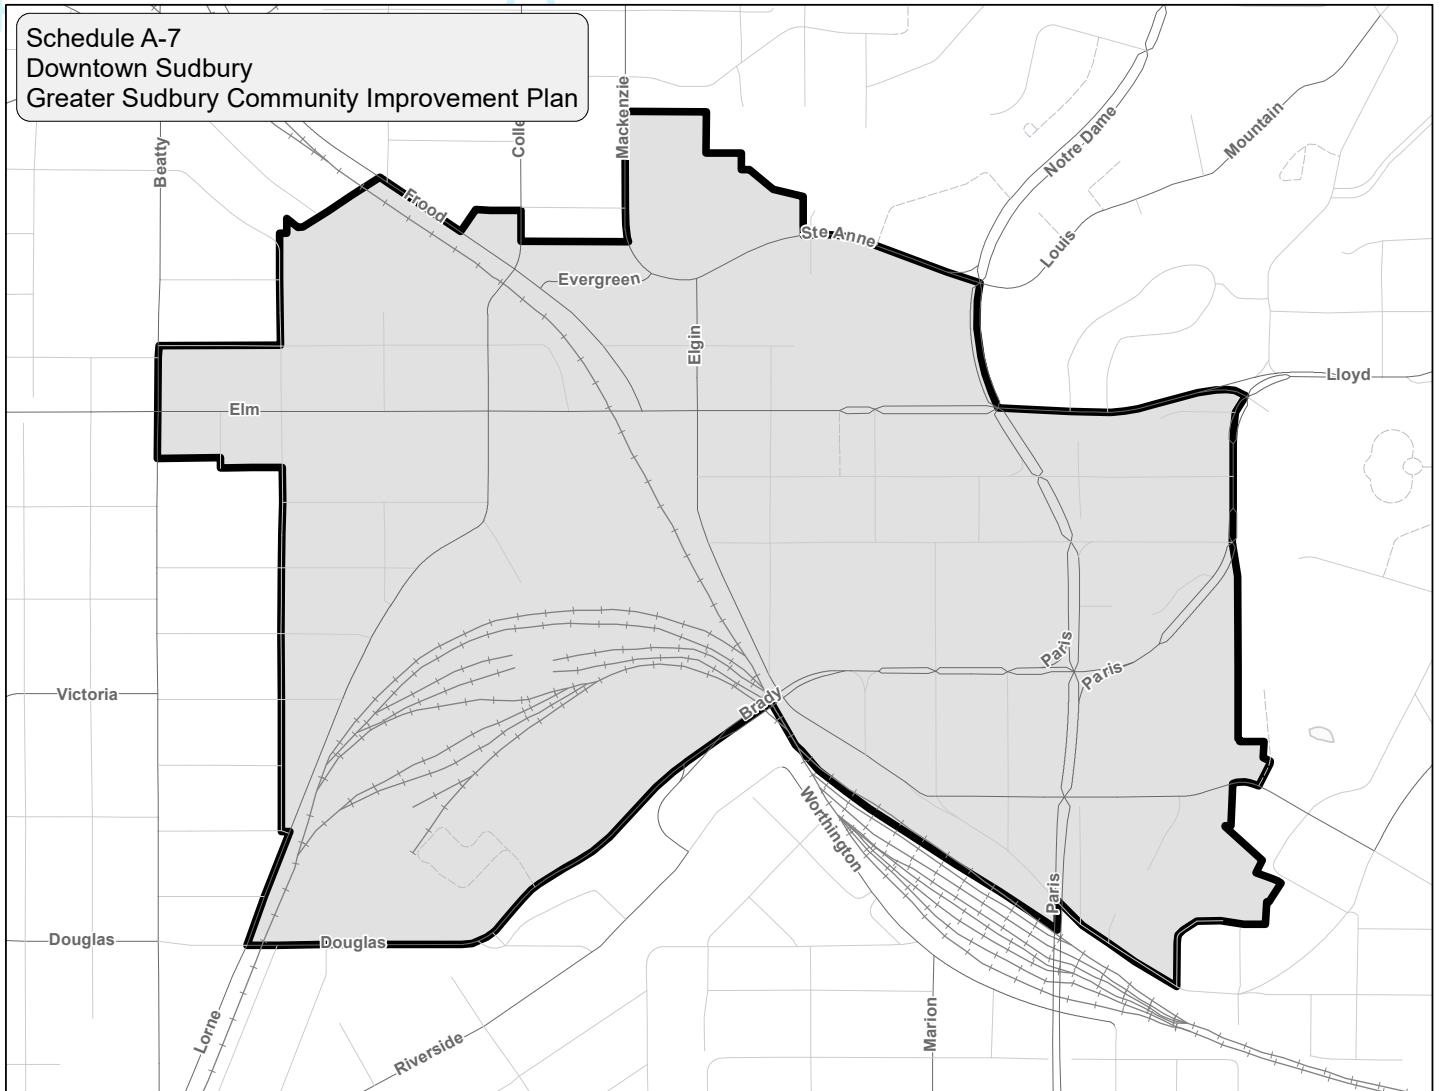 Schedule A-7
Downtown Sudbury
Greater Sudbury Community Improvement Plan
Mackenzie
Colle
Beatty
Notre Dame
Mountain
Frood
Ste Anne
Louis
Evergreen
Elgin
Lloyd
Elm
Paris
Paris
Victoria
Brady
Worthington
Paris
Douglas
Douglas
Lorne
Marion
Riverside